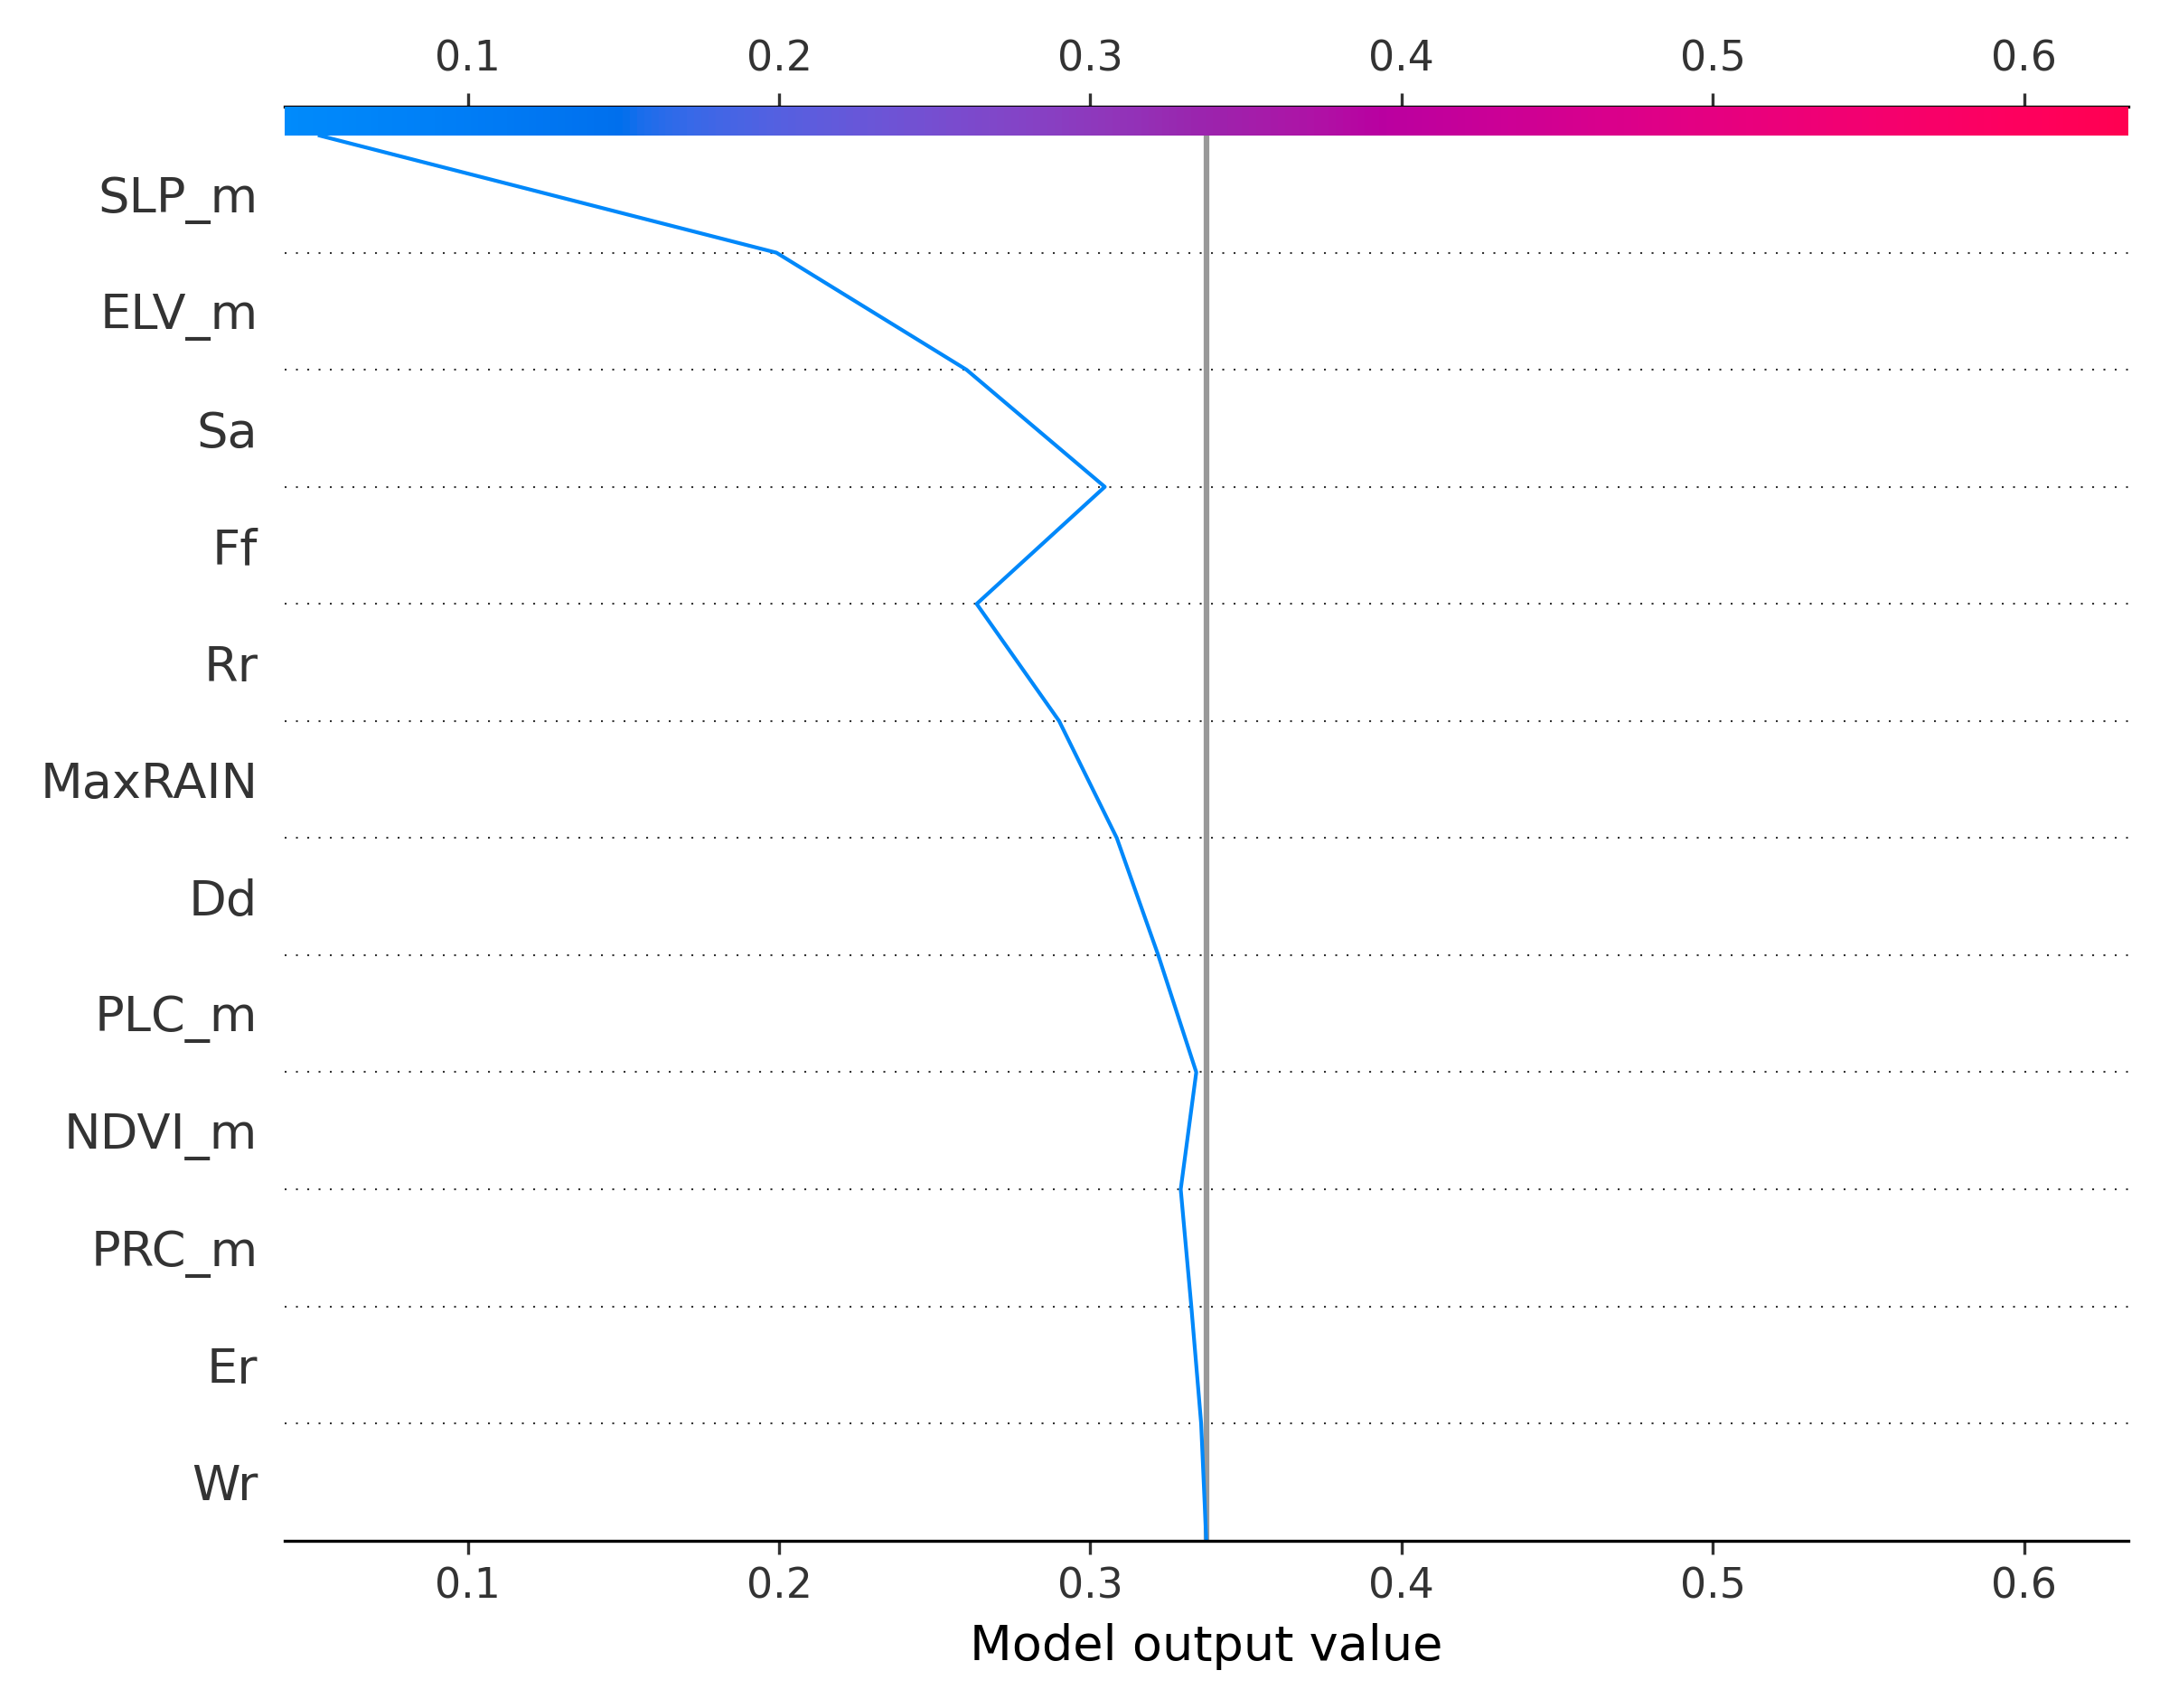 0.1 0.2 0.3 0.4 0.5 0.6
SLP_m
ELV_m
Sa
Ff
Rr
MaxRAIN
Dd
PLC_m
NDVI_m
PRC_m
Er
Wr
0.1 0.2 0.3 0.4 0.5 0.6
Model output value